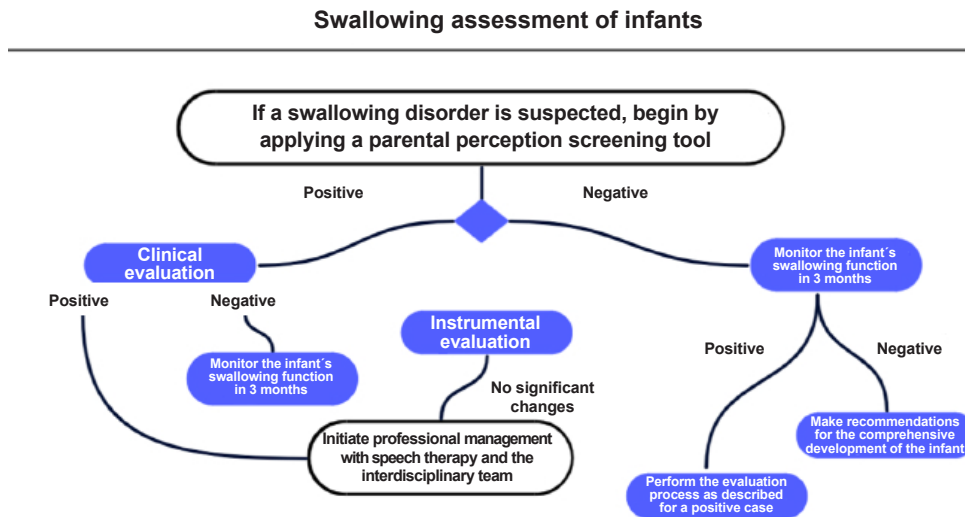 Swallowing assessment of infants
If a swallowing disorder is suspected, begin by
applying a parental perception screening tool
Positive
Negative
Clinical
evaluation
Positive
Negative
Monitor the infant´s
swallowing function
in 3 months
Instrumental
evaluation
No significant
changes
Initiate professional management
with speech therapy and the
interdisciplinary team
Monitor the infant´s
swallowing function
in 3 months
Positive
Negative
Make recommendations
for the comprehensive
development of the infant
Perform the evaluation
process as described
for a positive case